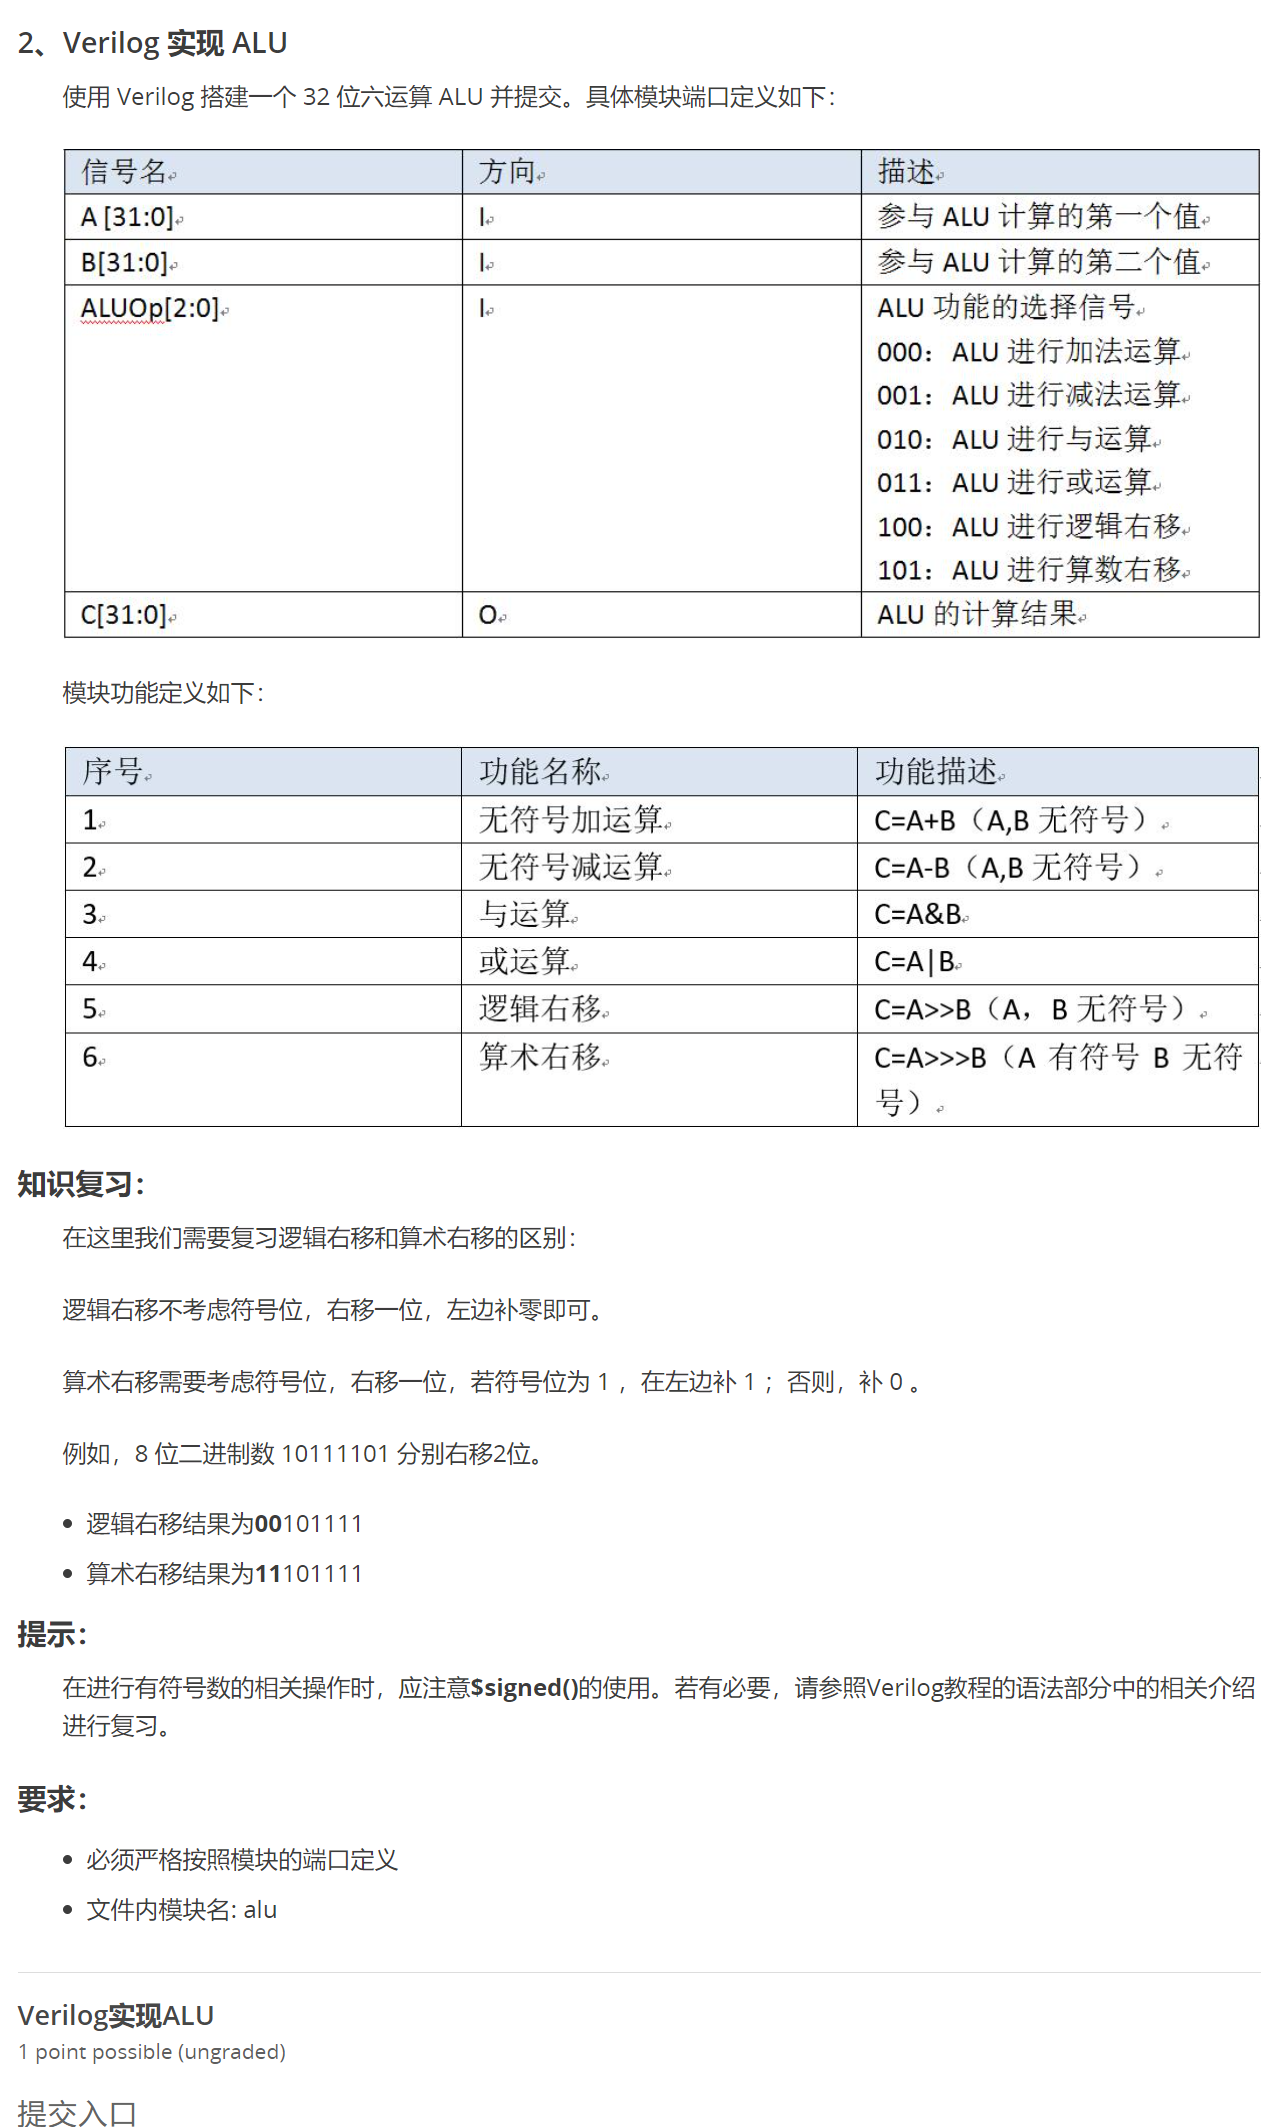 2、Verilog 实现 ALU
使用 Verilog 搭建一个 32 位六运算 ALU 并提交。具体模块端口定义如下：
信号名 方向 描述
A [31:0] I 参与 ALU 计算的第一个值
B[31:0] I 参与 ALU 计算的第二个值
ALUOp[2:0] I ALU 功能的选择信号
000：ALU 进行加法运算
001：ALU 进行减法运算
010：ALU 进行与运算
011：ALU 进行或运算
100：ALU 进行逻辑右移
101：ALU 进行算数右移
C[31:0] O ALU 的计算结果
模块功能定义如下：
序号 功能名称 功能描述
1 无符号加运算 C=A+B（A,B 无符号）
2 无符号减运算 C=A-B（A,B 无符号）
3 与运算 C=A&B
4 或运算 C=A|B
5 逻辑右移 C=A>>B（A，B 无符号）
6 算术右移 C=A>>>B（A 有符号 B 无符
号）
知识复习：
在这里我们需要复习逻辑右移和算术右移的区别：
逻辑右移不考虑符号位，右移一位，左边补零即可。
算术右移需要考虑符号位，右移一位，若符号位为 1 ，在左边补 1 ；否则，补 0 。
例如，8 位二进制数 10111101 分别右移2位。
• 逻辑右移结果为00101111
• 算术右移结果为11101111
提示：
在进行有符号数的相关操作时，应注意$signed()的使用。若有必要，请参照Verilog教程的语法部分中的相关介绍
进行复习。
要求：
• 必须严格按照模块的端口定义
• 文件内模块名: alu
Verilog实现ALU
1 point possible (ungraded)
提交入口